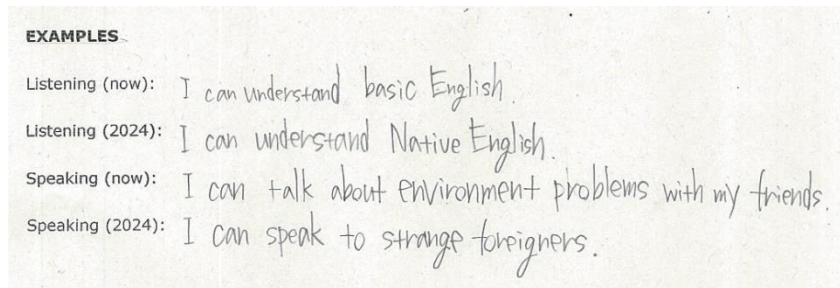 EXAMPLES
Listening (now): I can understand basic English.
Listening (2024): I can understand Native English.
Speaking (now): I can talk about environment problems with my friends.
Speaking (2024): I can speak to strange foreigners.